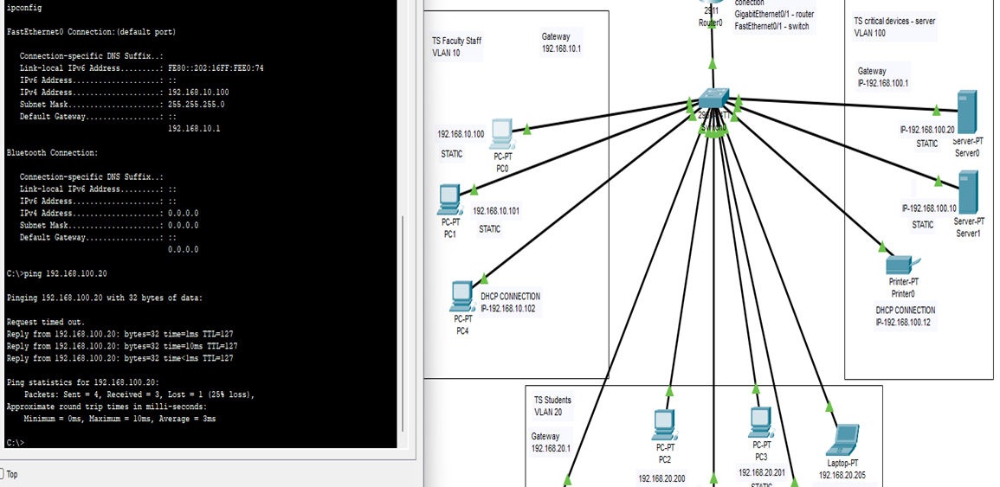 ipconfig
FastEthernet0 Connection:(default port)
Connection-specific DNS Suffix..:
Link-local IPv6 Address.........: FE80::202:16FF:FEE0:74
IPv6 Address....................: ::
IPv4 Address....................: 192.168.10.100
Subnet Mask.....................: 255.255.255.0
Default Gateway.................: ::
192.168.10.1
Bluetooth Connection:
Connection-specific DNS Suffix..:
Link-local IPv6 Address.........: ::
IPv6 Address....................: ::
IPv4 Address....................: 0.0.0.0
Subnet Mask.....................: 0.0.0.0
Default Gateway.................: ::
0.0.0.0
C:\>ping 192.168.100.20
Pinging 192.168.100.20 with 32 bytes of data:
Request timed out.
Reply from 192.168.100.20: bytes=32 time=1ms TTL=127
Reply from 192.168.100.20: bytes=32 time=10ms TTL=127
Reply from 192.168.100.20: bytes=32 time<1ms TTL=127
Ping statistics for 192.168.100.20:
Packets: Sent = 4, Received = 3, Lost = 1 (25% loss),
Approximate round trip times in milli-seconds:
Minimum = 0ms, Maximum = 10ms, Average = 3ms
C:\>
Top
2911
Router0
conection
GigabitEthernet0/1 - router
FastEthernet0/1 - switch
TS Faculty Staff
VLAN 10
Gateway
192.168.10.1
192.168.10.100
STATIC
PC-PT
PC0
192.168.10.101
STATIC
PC-PT
PC1
DHCP CONNECTION
IP-192.168.10.102
PC-PT
PC4
TS critical devices - server
VLAN 100
Gateway
IP-192.168.100.1
IP-192.168.100.20
STATIC
Server-PT
Server0
IP-192.168.100.10
STATIC
Server-PT
Server1
Printer-PT
Printer0
DHCP CONNECTION
IP-192.168.100.12
TS Students
VLAN 20
Gateway
192.168.20.1
PC-PT
PC2
192.168.20.200
PC-PT
PC3
192.168.20.201
STATIC
Laptop-PT
192.168.20.205